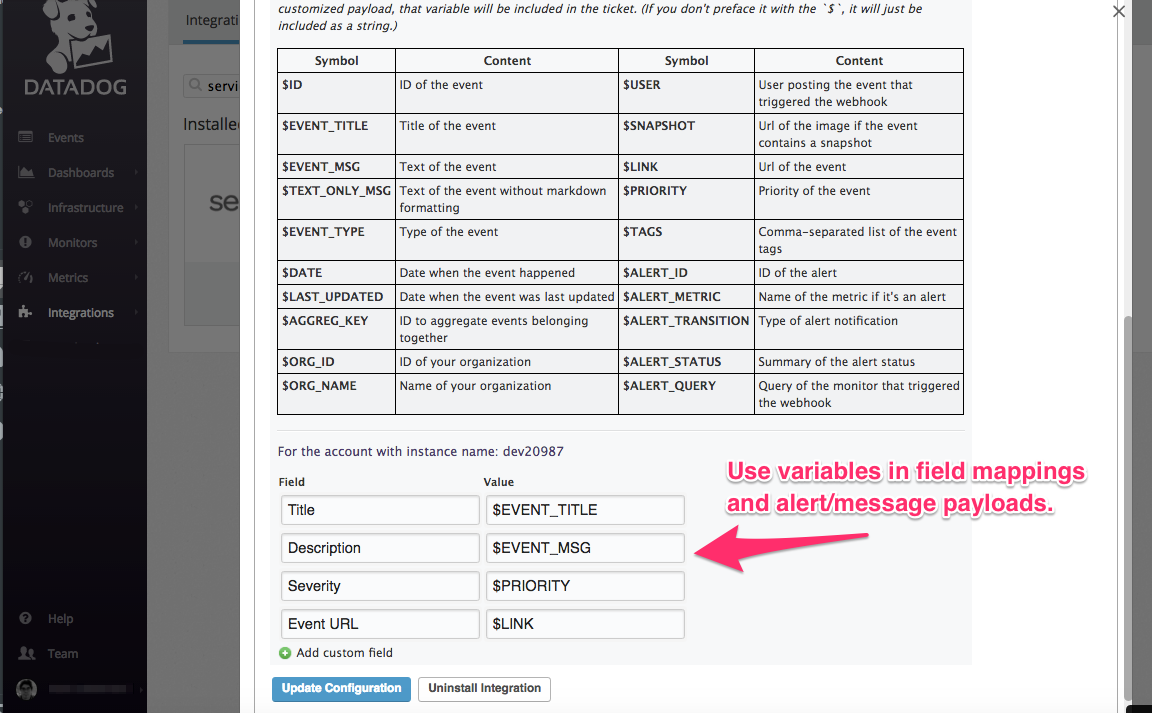 customized payload, that variable will be included in the ticket. (If you don't preface it with the `$`, it will just be
included as a string.)
DATADOG
Events
Dashboards
Infrastructure
Monitors
Metrics
Integrations
Help
Team
Integrati
servi
Installe
se
Symbol Content Symbol Content
$ID ID of the event $USER User posting the event that
triggered the webhook
$EVENT_TITLE Title of the event $SNAPSHOT Url of the image if the event
contains a snapshot
$EVENT_MSG Text of the event $LINK Url of the event
$TEXT_ONLY_MSG Text of the event without markdown $PRIORITY Priority of the event
formatting
$EVENT_TYPE Type of the event $TAGS Comma-separated list of the event
tags
$DATE Date when the event happened $ALERT_ID ID of the alert
$LAST_UPDATED Date when the event was last updated $ALERT_METRIC Name of the metric if it's an alert
$AGGREG_KEY ID to aggregate events belonging $ALERT_TRANSITION Type of alert notification
together
$ORG_ID ID of your organization $ALERT_STATUS Summary of the alert status
$ORG_NAME Name of your organization $ALERT_QUERY Query of the monitor that triggered
the webhook
For the account with instance name: dev20987
Field Value
Title $EVENT_TITLE
Description $EVENT_MSG
Severity $PRIORITY
Event URL $LINK
Add custom field
Update Configuration Uninstall Integration
Use variables in field mappings
and alert/message payloads.